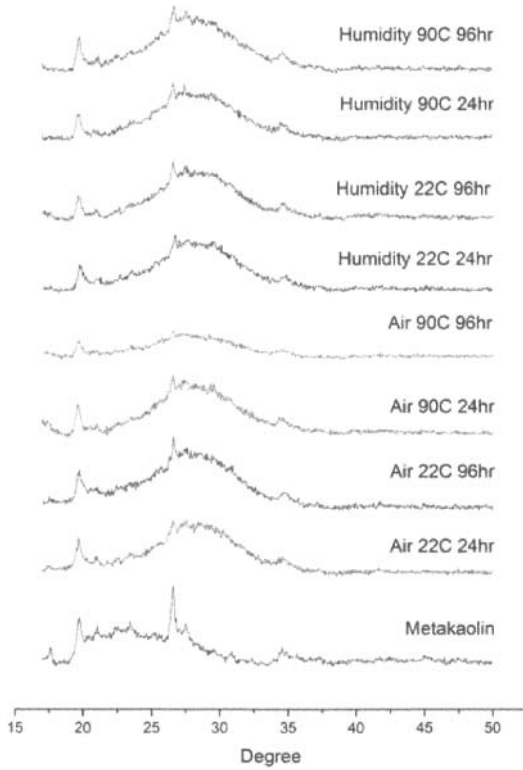 Humidity 90C 96hr
Humidity 90C 24hr
Humidity 22C 96hr
Humidity 22C 24hr
Air 90C 96hr
Air 90C 24hr
Air 22C 96hr
Air 22C 24hr
Metakaolin
15 20 25 30 35 40 45 50
Degree